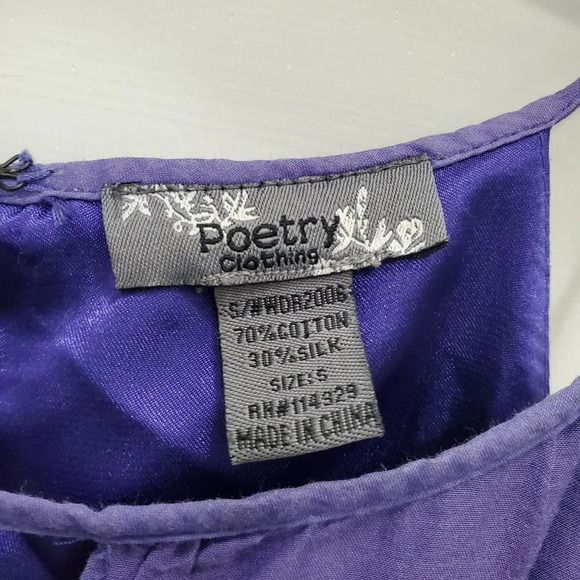 Poetry
Clothing
S/#WDR2006
70%COTTON
30%SILK
SIZE:S
RN#114329
MADE IN CHINA